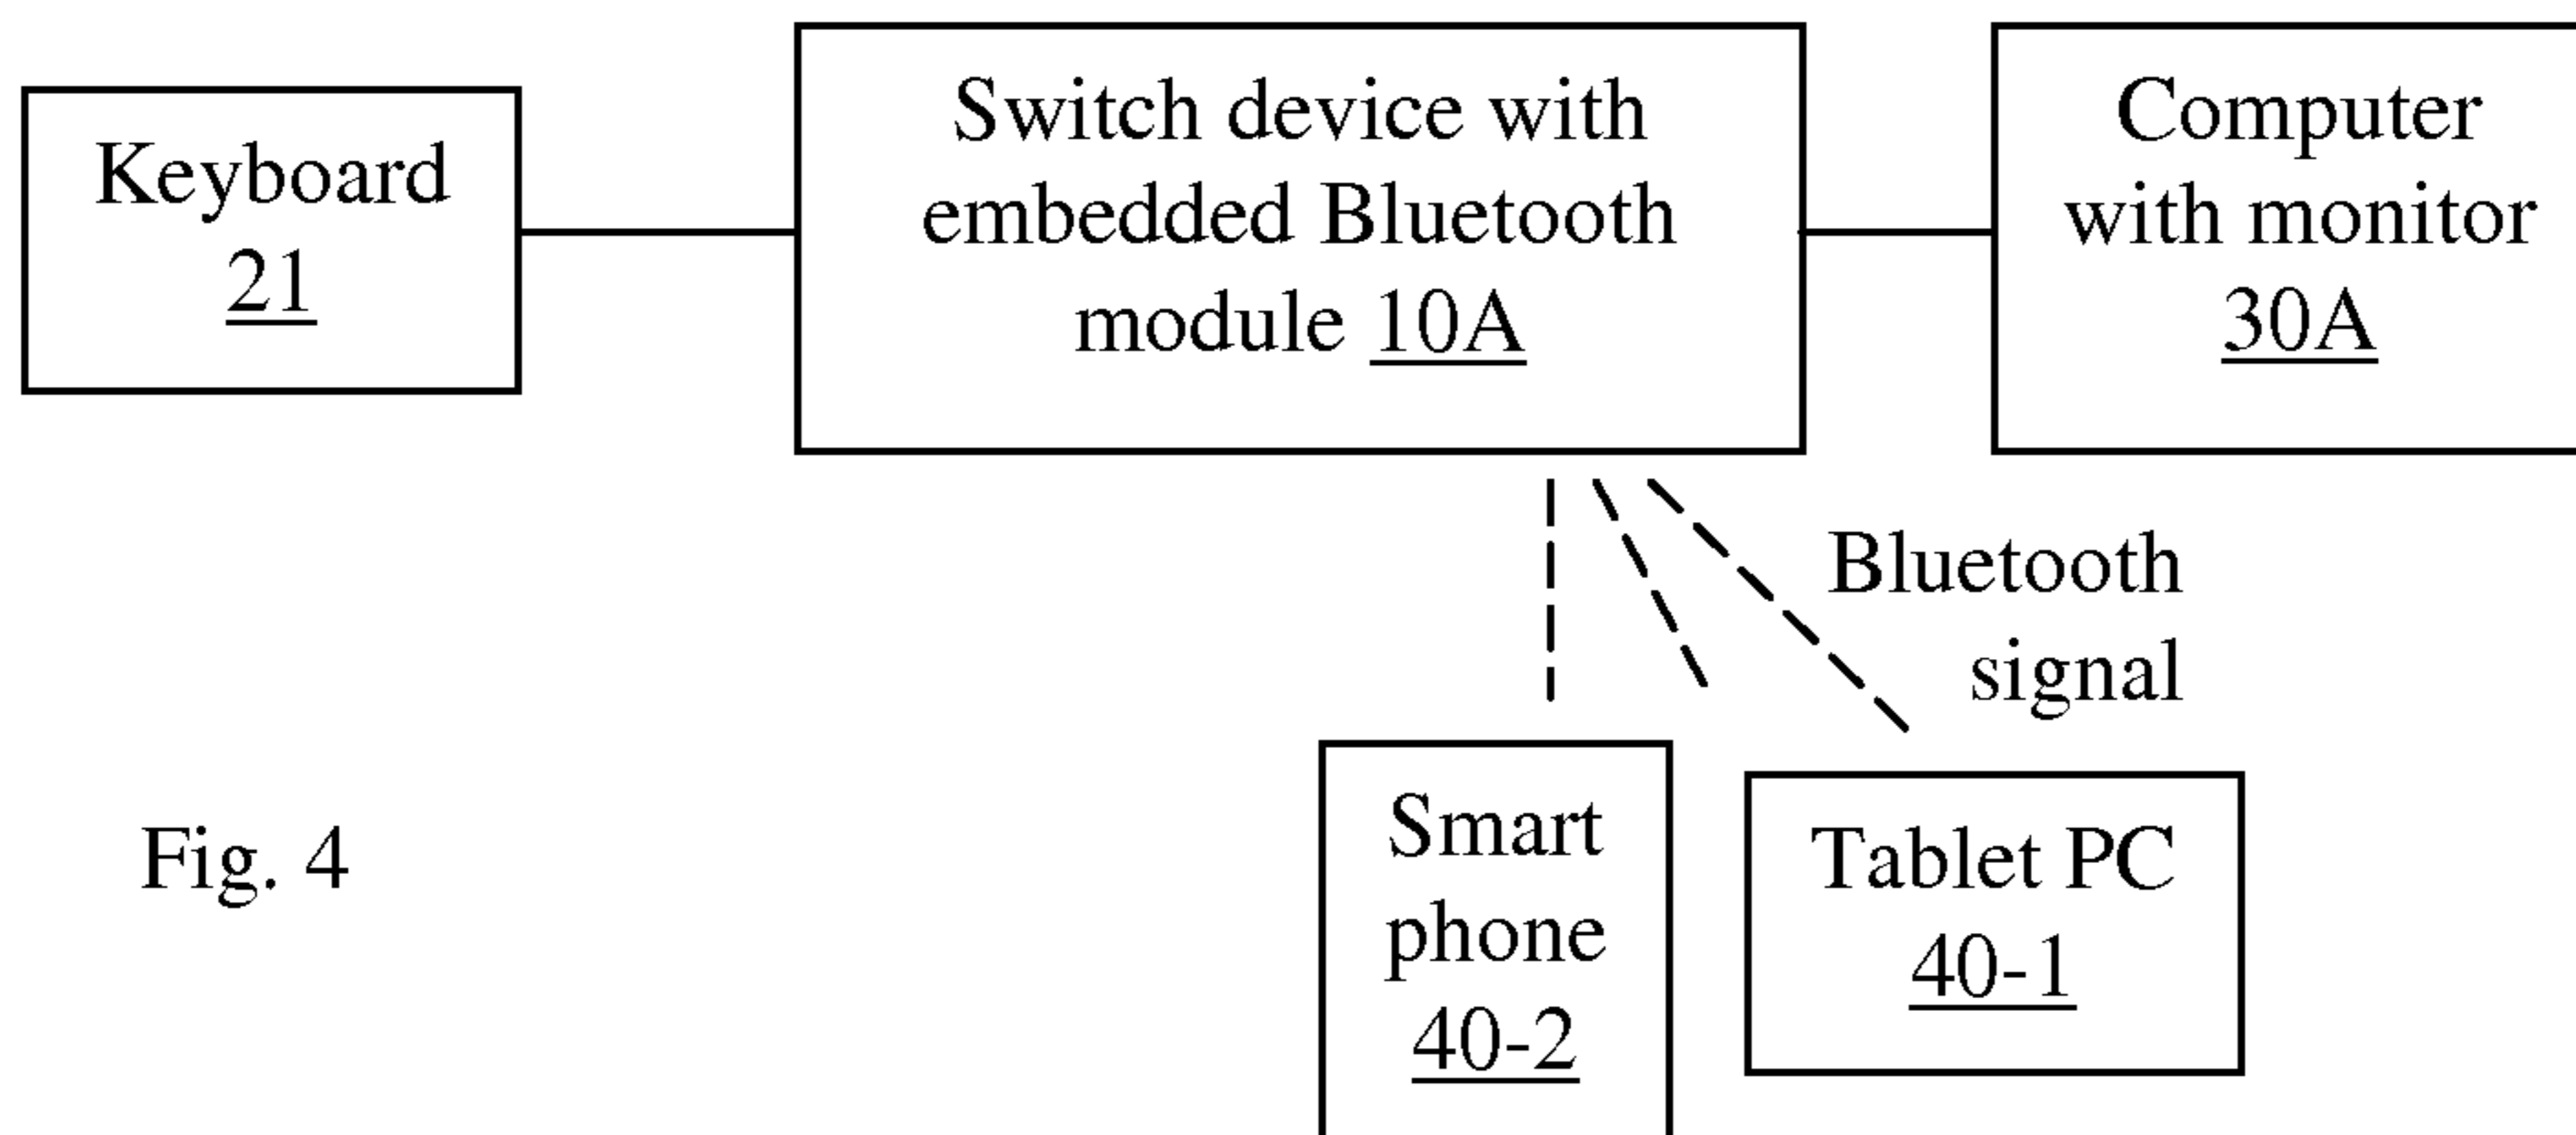 Keyboard
21
Switch device with
embedded Bluetooth
module 10A
Computer
with monitor
30A
Bluetooth
signal
Smart
phone
40-2
Tablet PC
40-1
Fig. 4